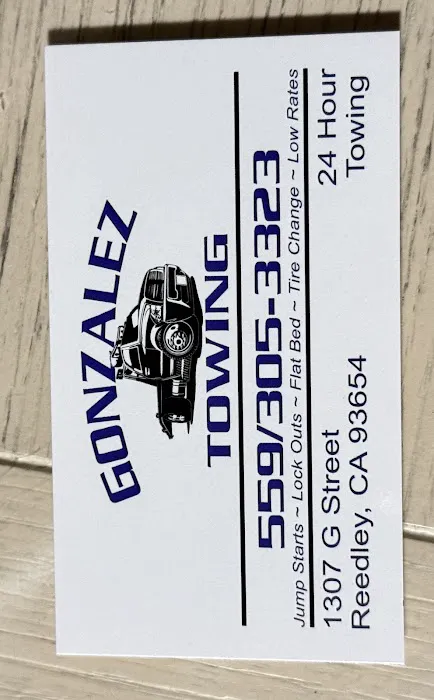 GONZALEZ
TOWING
559/305-3323
Jump Starts ~ Lock Outs ~ Flat Bed ~ Tire Change ~ Low Rates
1307 G Street
Reedley, CA 93654
24 Hour
Towing